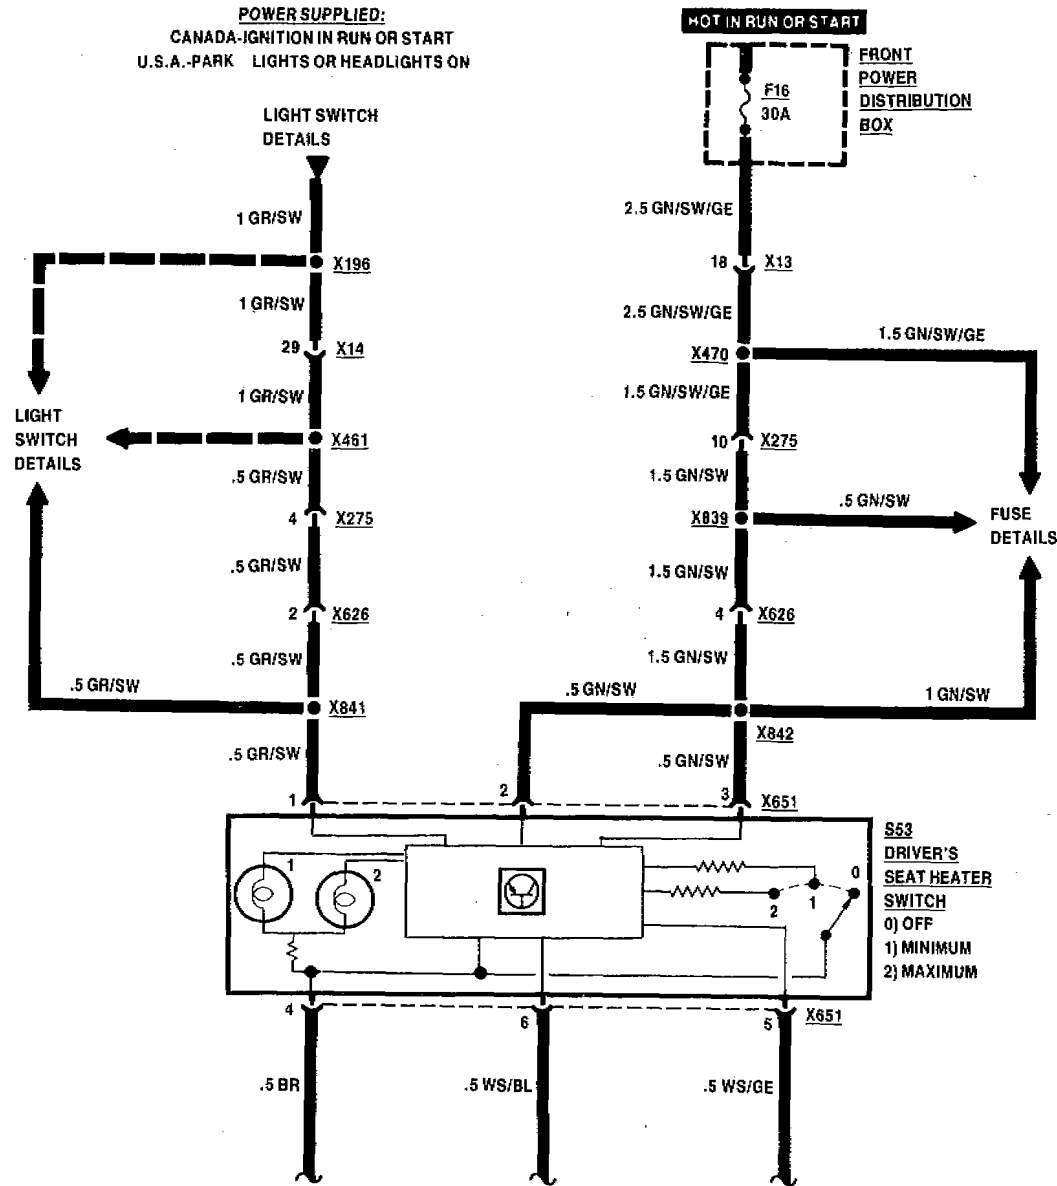 POWER SUPPLIED:
CANADA-IGNITION IN RUN OR START
U.S.A.-PARK LIGHTS OR HEADLIGHTS ON
HOT IN RUN OR START
FRONT
POWER
DISTRIBUTION
BOX
F16
30A
LIGHT SWITCH
DETAILS
1 GR/SW
2.5 GN/SW/GE
X196
18 X13
1 GR/SW
2.5 GN/SW/GE
29 X14
X470
1.5 GN/SW/GE
1 GR/SW
1.5 GN/SW/GE
LIGHT
SWITCH
DETAILS
X461
10 X275
.5 GR/SW
1.5 GN/SW
4 X275
X839
.5 GN/SW
FUSE
DETAILS
.5 GR/SW
1.5 GN/SW
2 X626
4 X626
.5 GR/SW
1.5 GN/SW
.5 GR/SW
.5 GN/SW
1 GN/SW
X841
X842
.5 GR/SW
.5 GN/SW
1
2
3
X651
S53
DRIVER'S
SEAT HEATER
SWITCH
0) OFF
1) MINIMUM
2) MAXIMUM
1
2
0
1
2
4
6
5
X651
.5 BR
.5 WS/BL
.5 WS/GE